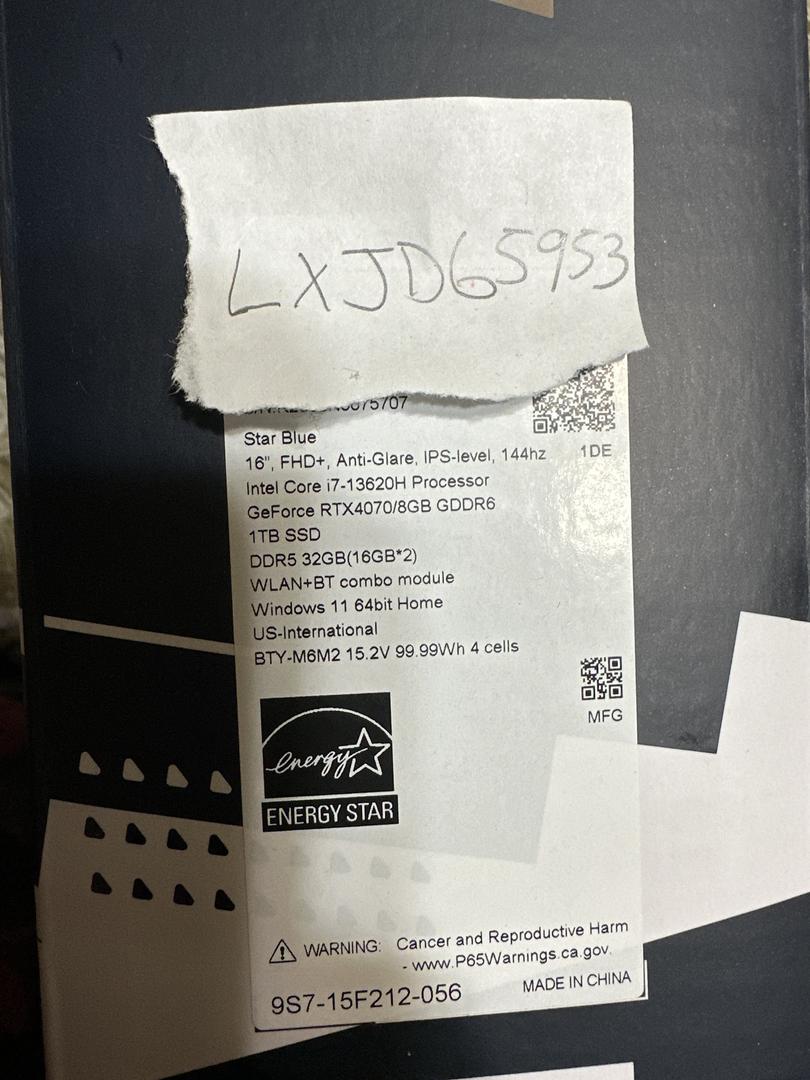 LXJD65953
Star Blue
16", FHD+, Anti-Glare, IPS-level, 144hz
1DE
Intel Core i7-13620H Processor
GeForce RTX4070/8GB GDDR6
1TB SSD
DDR5 32GB(16GB*2)
WLAN+BT combo module
Windows 11 64bit Home
US-International
BTY-M6M2 15.2V 99.99Wh 4 cells
MFG
energy
ENERGY STAR
WARNING: Cancer and Reproductive Harm
- www.P65Warnings.ca.gov.
9S7-15F212-056
MADE IN CHINA